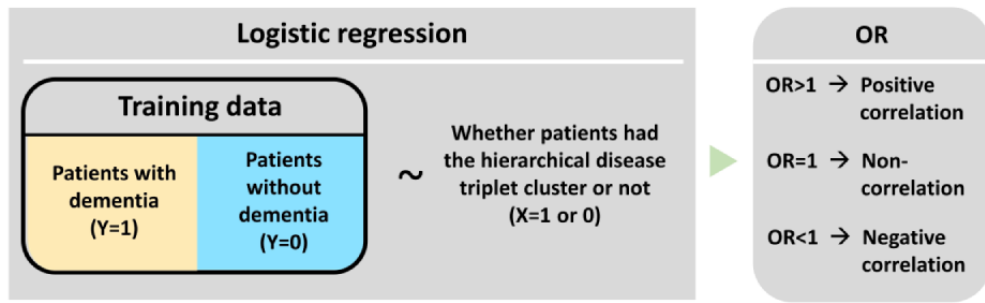 Logistic regression
Training data
Patients with
dementia
(Y=1)
Patients
without
dementia
(Y=0)
~
Whether patients had
the hierarchical disease
triplet cluster or not
(X=1 or 0)
OR
OR>1 → Positive
correlation
OR=1 → Non-
correlation
OR<1 → Negative
correlation